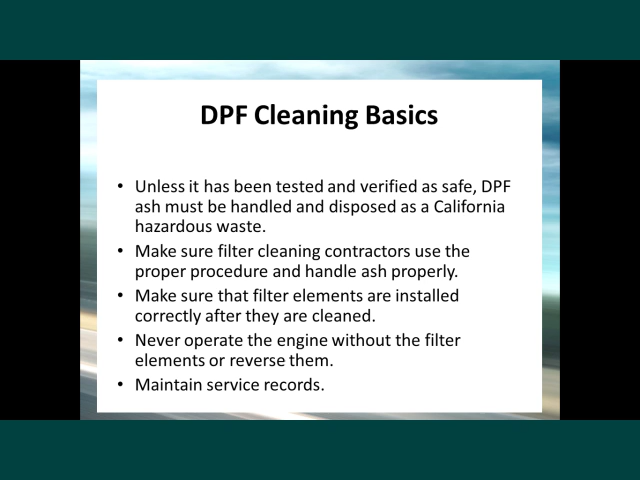 DPF Cleaning Basics
• Unless it has been tested and verified as safe, DPF
ash must be handled and disposed as a California
hazardous waste.
• Make sure filter cleaning contractors use the
proper procedure and handle ash properly.
• Make sure that filter elements are installed
correctly after they are cleaned.
• Never operate the engine without the filter
elements or reverse them.
• Maintain service records.